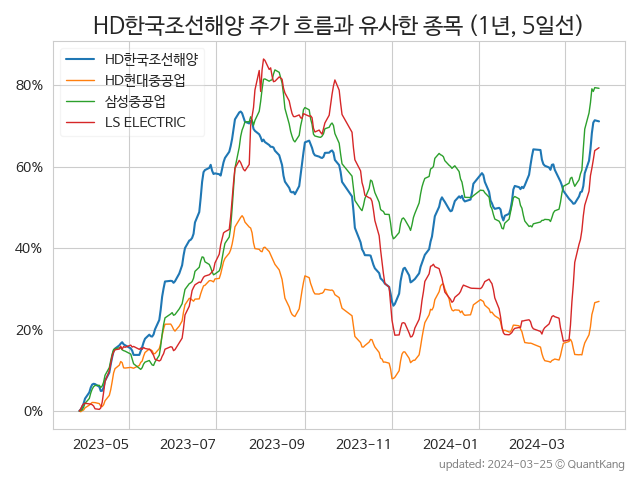 HD한국조선해양 주가 흐름과 유사한 종목 (1년, 5일선)
HD한국조선해양
HD현대중공업
삼성중공업
LS ELECTRIC
80%
60%
40%
20%
0%
2023-05 2023-07 2023-09 2023-11 2024-01 2024-03
updated: 2024-03-25 © QuantKang